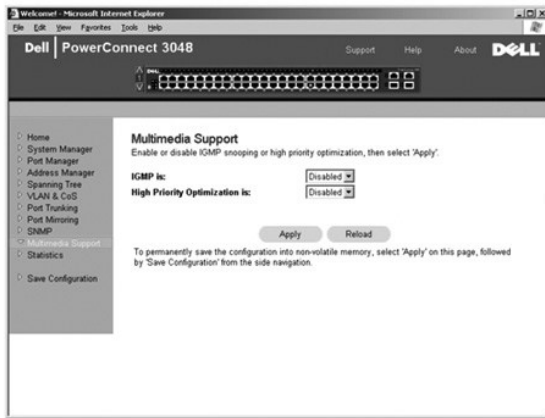 Welcome! - Microsoft Internet Explorer
File Edit View Favorites Tools Help
Dell | PowerConnect 3048
Support Help About DELL
Home
System Manager
Port Manager
Address Manager
Spanning Tree
VLAN & CoS
Port Trunking
Port Mirroring
SNMP
Multimedia Support
Statistics
Save Configuration
Multimedia Support
Enable or disable IGMP snooping or high priority optimization, then select 'Apply'.
IGMP is: Disabled
High Priority Optimization is: Disabled
Apply Reload
To permanently save the configuration into non-volatile memory, select 'Apply' on this page, followed
by 'Save Configuration' from the side navigation.